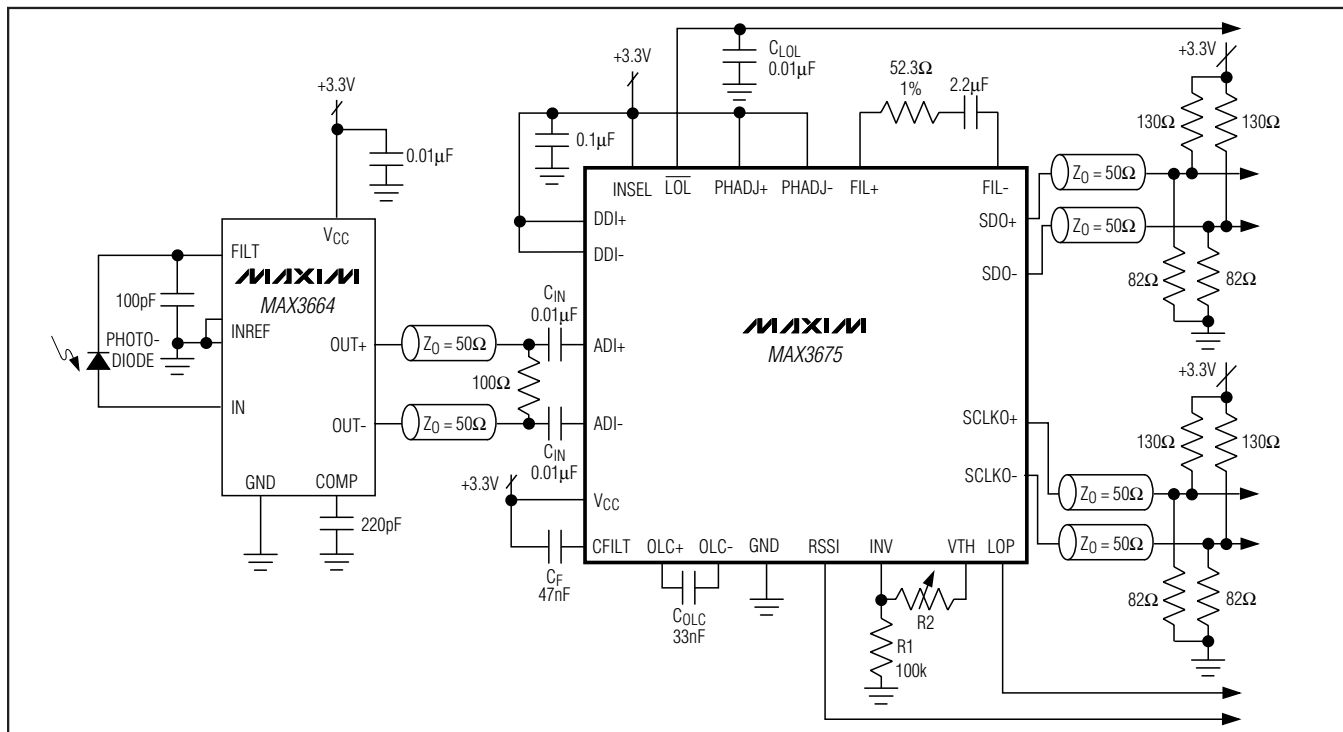 +3.3V
0.01μF
VCC
FILT
MAXIM
MAX3664
100pF
INREF
PHOTO-
DIODE
OUT+
IN
OUT-
GND
COMP
220pF
Z0 = 50Ω
Z0 = 50Ω
CIN
0.01μF
100Ω
CIN
0.01μF
+3.3V
0.1μF
CLOL
0.01μF
52.3Ω
1%
2.2μF
INSEL
LOL
PHADJ+
PHADJ-
FIL+
FIL-
DDI+
DDI-
ADI+
ADI-
MAXIM
MAX3675
SDO+
SDO-
SCLKO+
SCLKO-
+3.3V
VCC
CFILT
OLC+
OLC-
GND
RSSI
INV
VTH
LOP
CF
47nF
COLC
33nF
R2
R1
100k
+3.3V
130Ω
130Ω
Z0 = 50Ω
Z0 = 50Ω
82Ω
82Ω
+3.3V
130Ω
130Ω
Z0 = 50Ω
Z0 = 50Ω
82Ω
82Ω